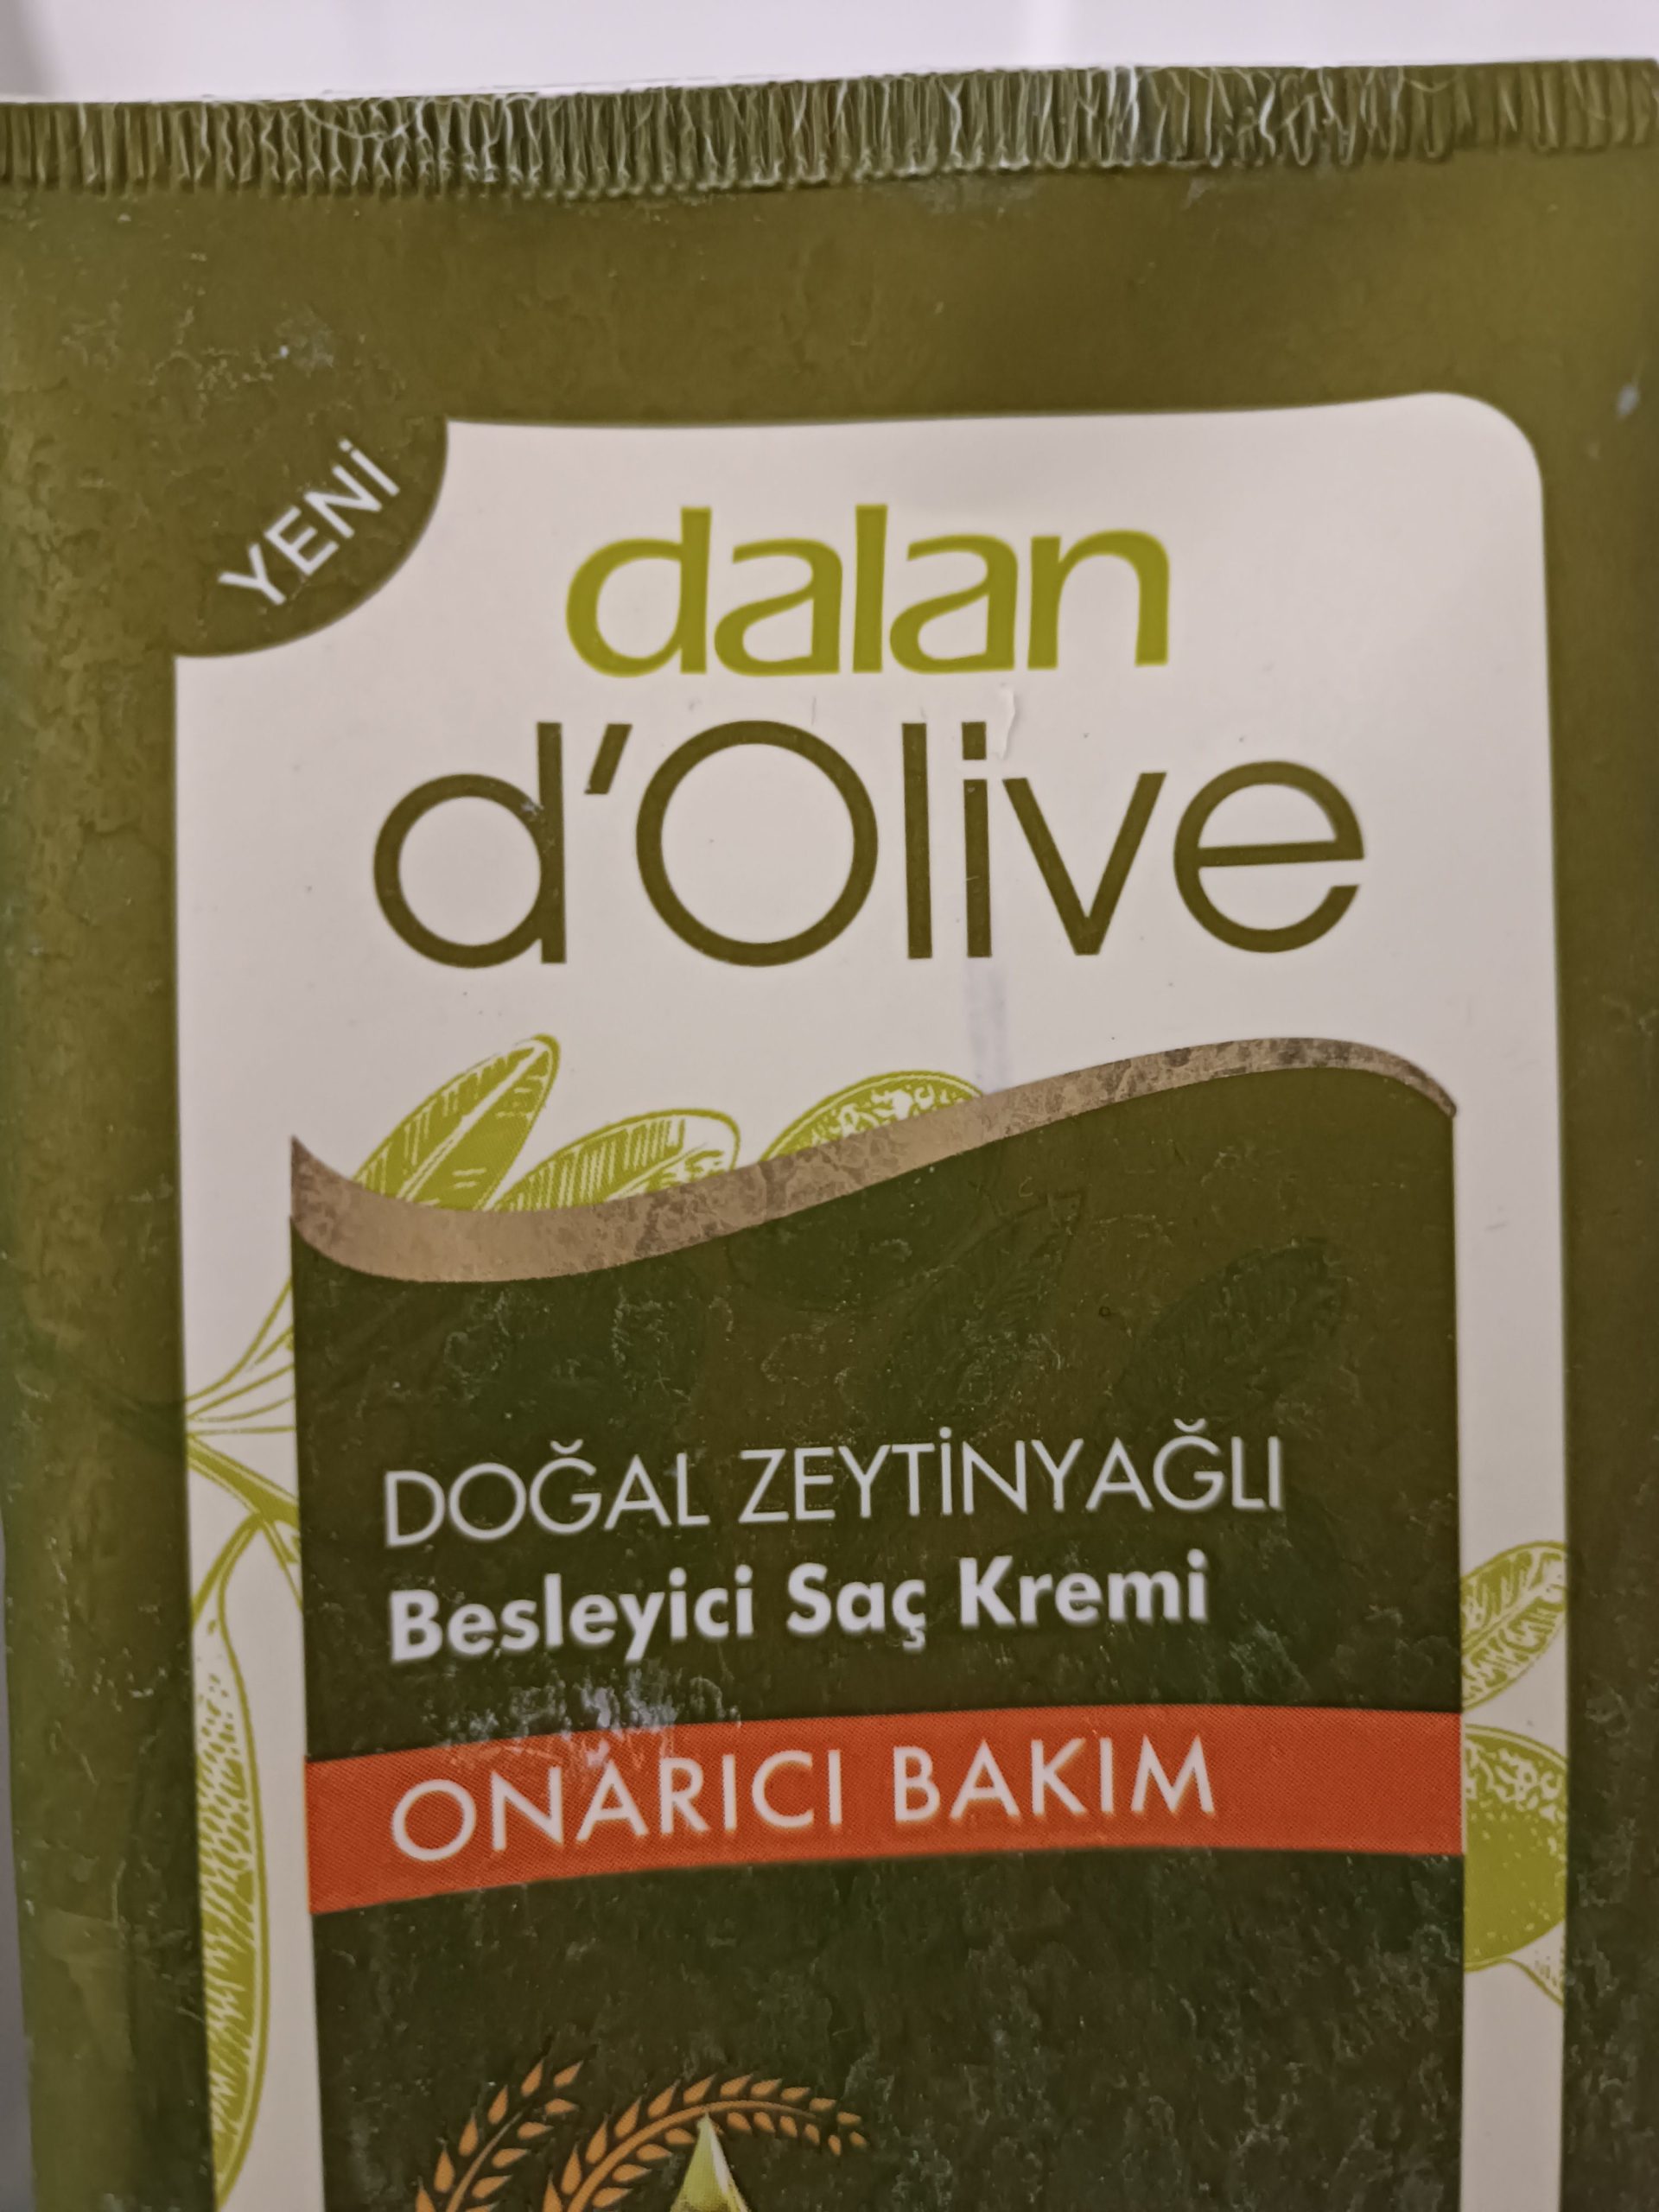 YENİ
dalan
d'Olive
DOĞAL ZEYTİNYAĞLI
Besleyici Saç Kremi
ONARICI BAKIM